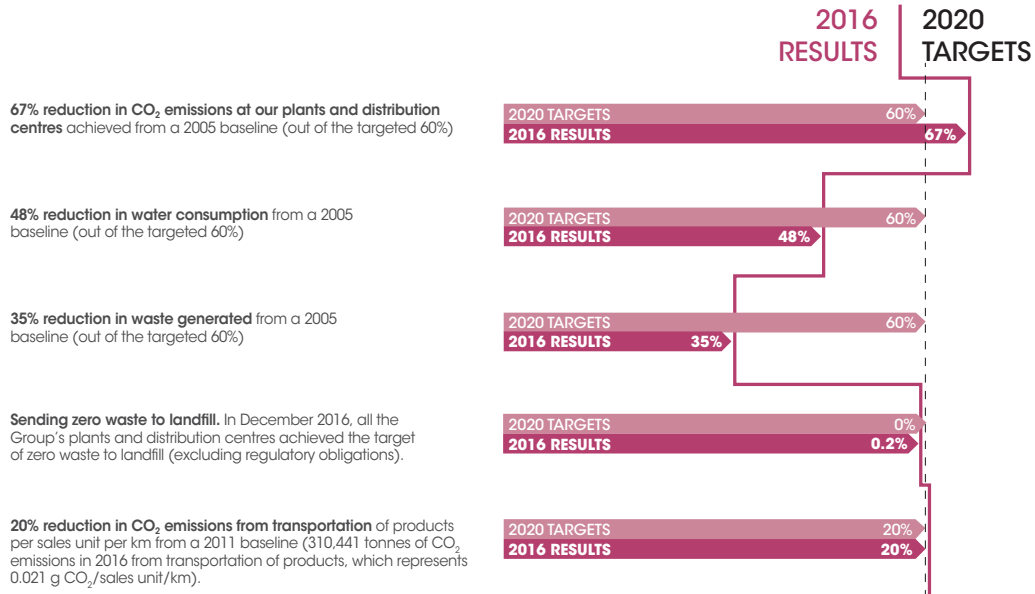 2016
RESULTS
2020
TARGETS
67% reduction in CO₂ emissions at our plants and distribution
centres achieved from a 2005 baseline (out of the targeted 60%)
2020 TARGETS 60%
2016 RESULTS 67%
48% reduction in water consumption from a 2005
baseline (out of the targeted 60%)
2020 TARGETS 60%
2016 RESULTS 48%
35% reduction in waste generated from a 2005
baseline (out of the targeted 60%)
2020 TARGETS 60%
2016 RESULTS 35%
Sending zero waste to landfill. In December 2016, all the
Group's plants and distribution centres achieved the target
of zero waste to landfill (excluding regulatory obligations).
2020 TARGETS 0%
2016 RESULTS 0.2%
20% reduction in CO₂ emissions from transportation of products
per sales unit per km from a 2011 baseline (310,441 tonnes of CO₂
emissions in 2016 from transportation of products, which represents
0.021 g CO₂/sales unit/km).
2020 TARGETS 20%
2016 RESULTS 20%